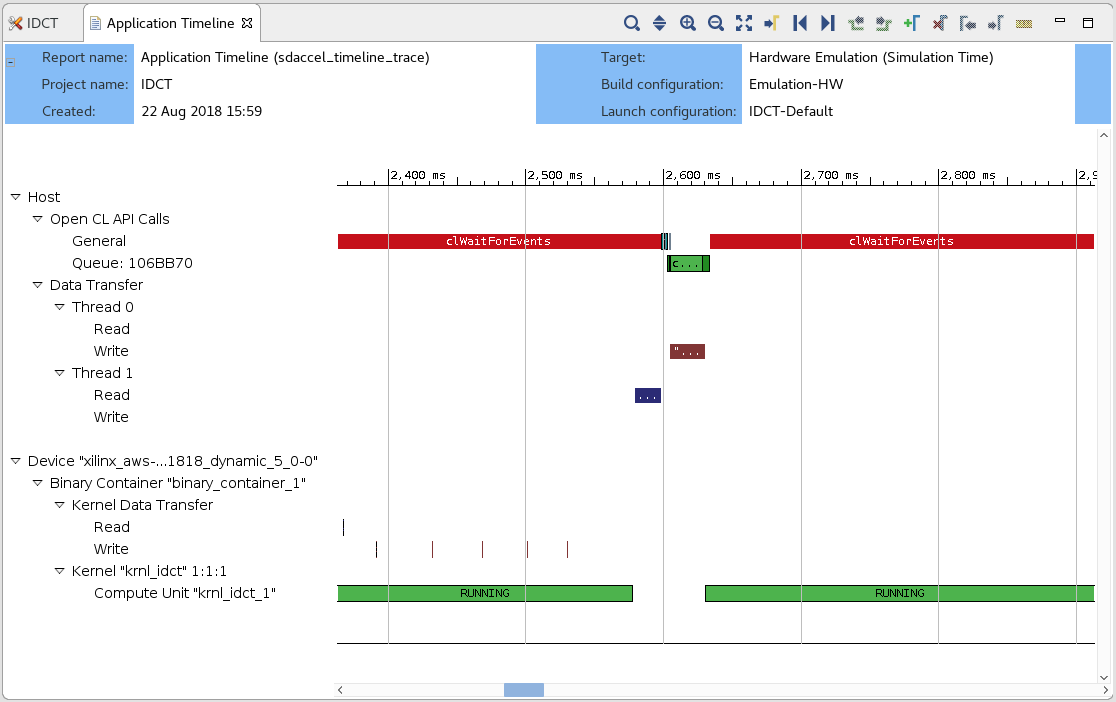 IDCT
Application Timeline
Report name: Application Timeline (sdaccel_timeline_trace) Target: Hardware Emulation (Simulation Time)
Project name: IDCT Build configuration: Emulation-HW
Created: 22 Aug 2018 15:59 Launch configuration: IDCT-Default
2,400 ms 2,500 ms 2,600 ms 2,700 ms 2,800 ms 2,9
Host
Open CL API Calls
General clWaitForEvents clWaitForEvents
Queue: 106BB70 c...
Data Transfer
Thread 0
Read
Write "...
Thread 1
Read ...
Write
Device "xilinx_aws-...1818_dynamic_5_0-0"
Binary Container "binary_container_1"
Kernel Data Transfer
Read
Write
Kernel "krnl_idct" 1:1:1
Compute Unit "krnl_idct_1" RUNNING RUNNING